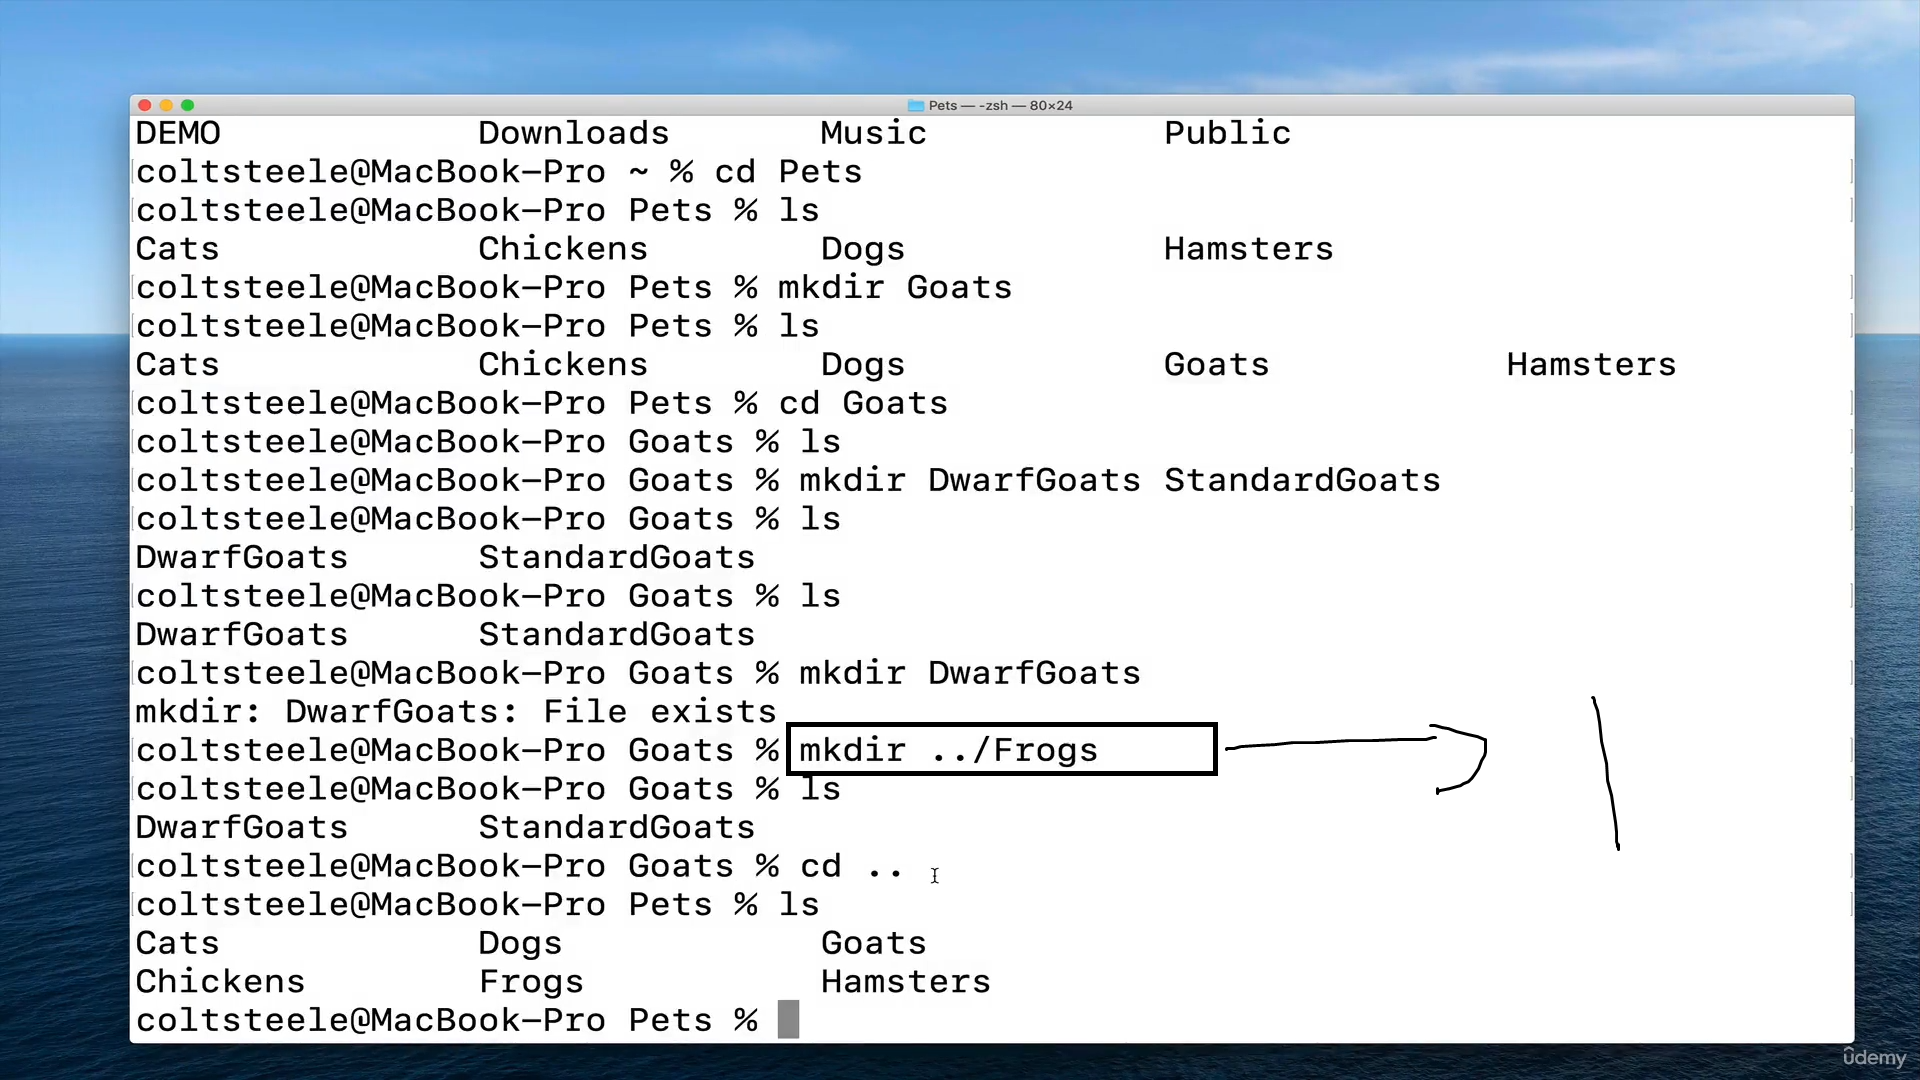 Pets — -zsh — 80×24
DEMO Downloads Music Public
coltsteele@MacBook-Pro ~ % cd Pets
coltsteele@MacBook-Pro Pets % ls
Cats Chickens Dogs Hamsters
coltsteele@MacBook-Pro Pets % mkdir Goats
coltsteele@MacBook-Pro Pets % ls
Cats Chickens Dogs Goats Hamsters
coltsteele@MacBook-Pro Pets % cd Goats
coltsteele@MacBook-Pro Goats % ls
coltsteele@MacBook-Pro Goats % mkdir DwarfGoats StandardGoats
coltsteele@MacBook-Pro Goats % ls
DwarfGoats StandardGoats
coltsteele@MacBook-Pro Goats % ls
DwarfGoats StandardGoats
coltsteele@MacBook-Pro Goats % mkdir DwarfGoats
mkdir: DwarfGoats: File exists
coltsteele@MacBook-Pro Goats % mkdir ../Frogs
coltsteele@MacBook-Pro Goats % ls
DwarfGoats StandardGoats
coltsteele@MacBook-Pro Goats % cd ..
coltsteele@MacBook-Pro Pets % ls
Cats Dogs Goats
Chickens Frogs Hamsters
coltsteele@MacBook-Pro Pets %
ûdemy